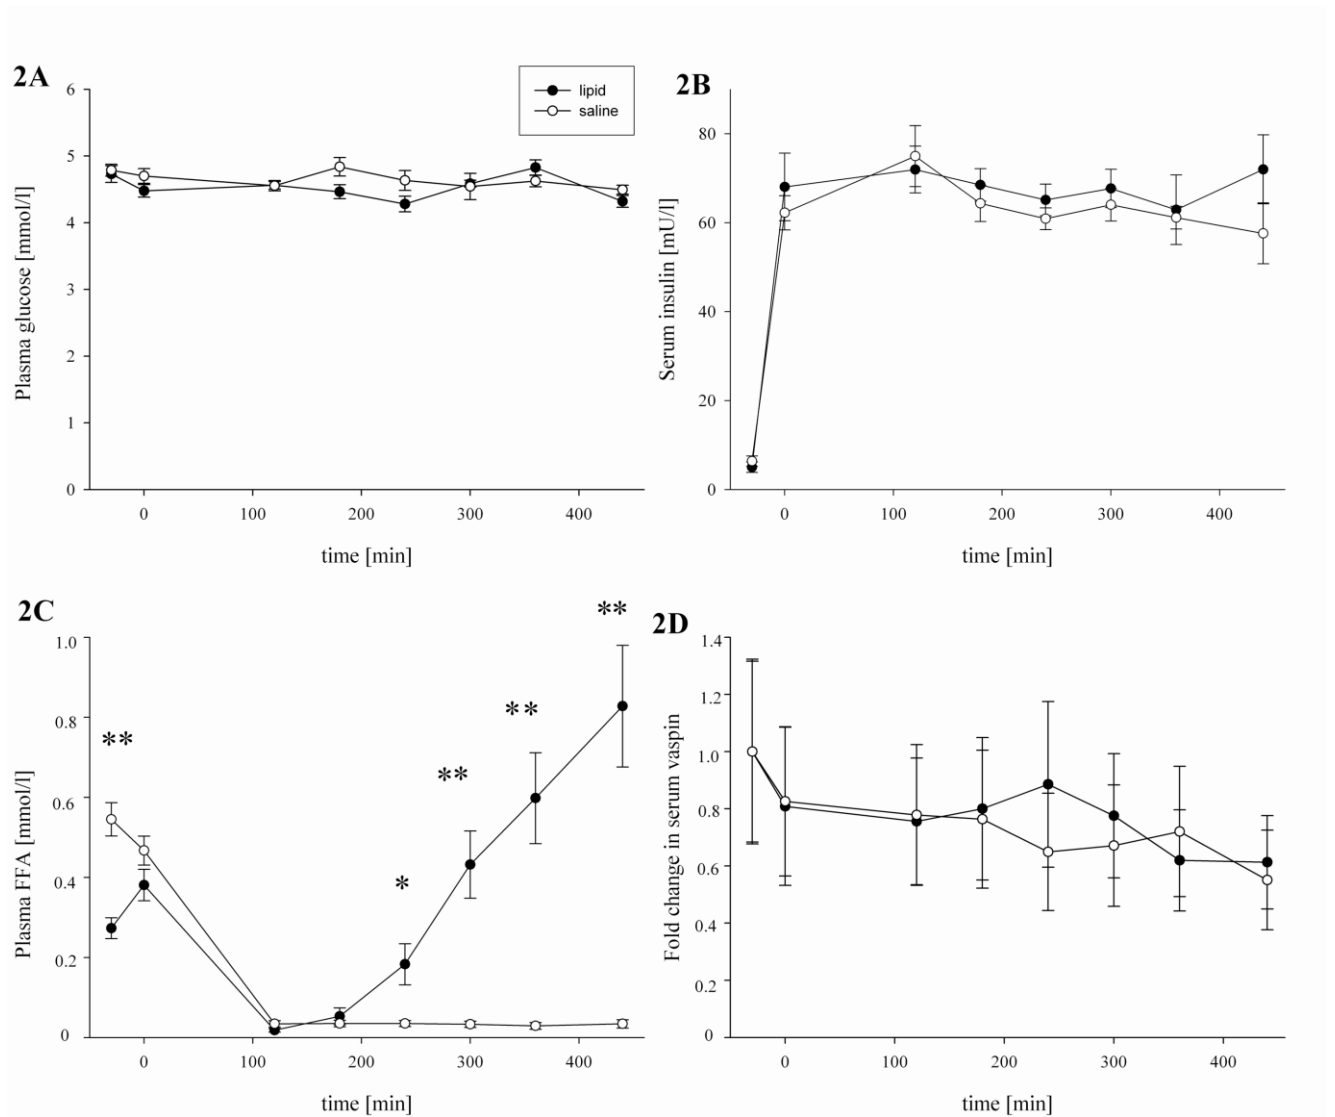 2A
Plasma glucose [mmol/l]
6
5
4
3
2
1
0
0 100 200 300 400
time [min]
lipid
saline
2B
Serum insulin [mU/l]
80
60
40
20
0
0 100 200 300 400
time [min]
2C
Plasma FFA [mmol/l]
1.0
0.8
0.6
0.4
0.2
0
**
*
**
**
**
0 100 200 300 400
time [min]
2D
Fold change in serum vaspin
1.4
1.2
1.0
0.8
0.6
0.4
0.2
0
0 100 200 300 400
time [min]